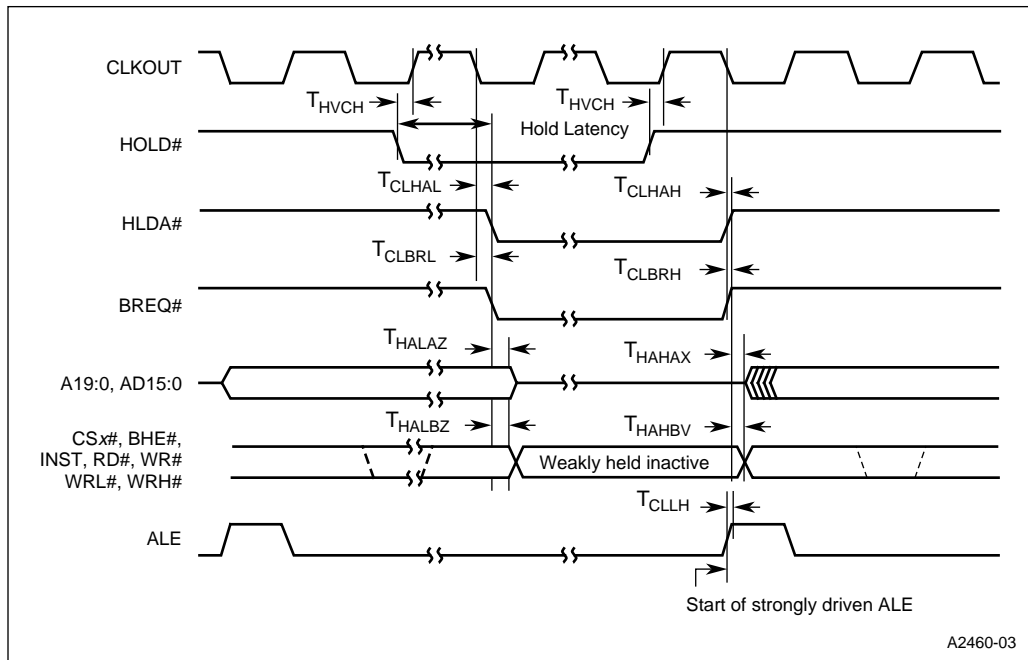 CLKOUT
THVCH
THVCH
Hold Latency
HOLD#
TCLHAL
TCLHAH
HLDA#
TCLBRL
TCLBRH
BREQ#
THALAZ
THAHAX
A19:0, AD15:0
THALBZ
THAHBV
CSx#, BHE#,
INST, RD#, WR#
WRL#, WRH#
Weakly held inactive
TCLLH
ALE
Start of strongly driven ALE
A2460-03